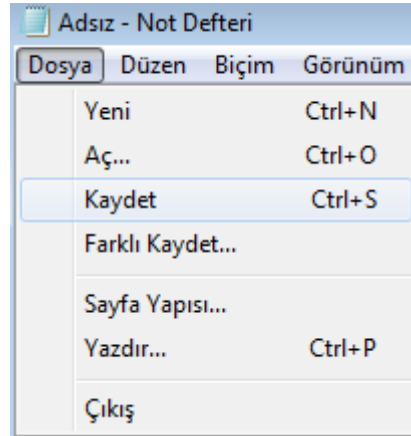 Adsız - Not Defteri
Dosya Düzen Biçim Görünüm
Yeni Ctrl+N
Aç... Ctrl+O
Kaydet Ctrl+S
Farklı Kaydet...
Sayfa Yapısı...
Yazdır... Ctrl+P
Çıkış